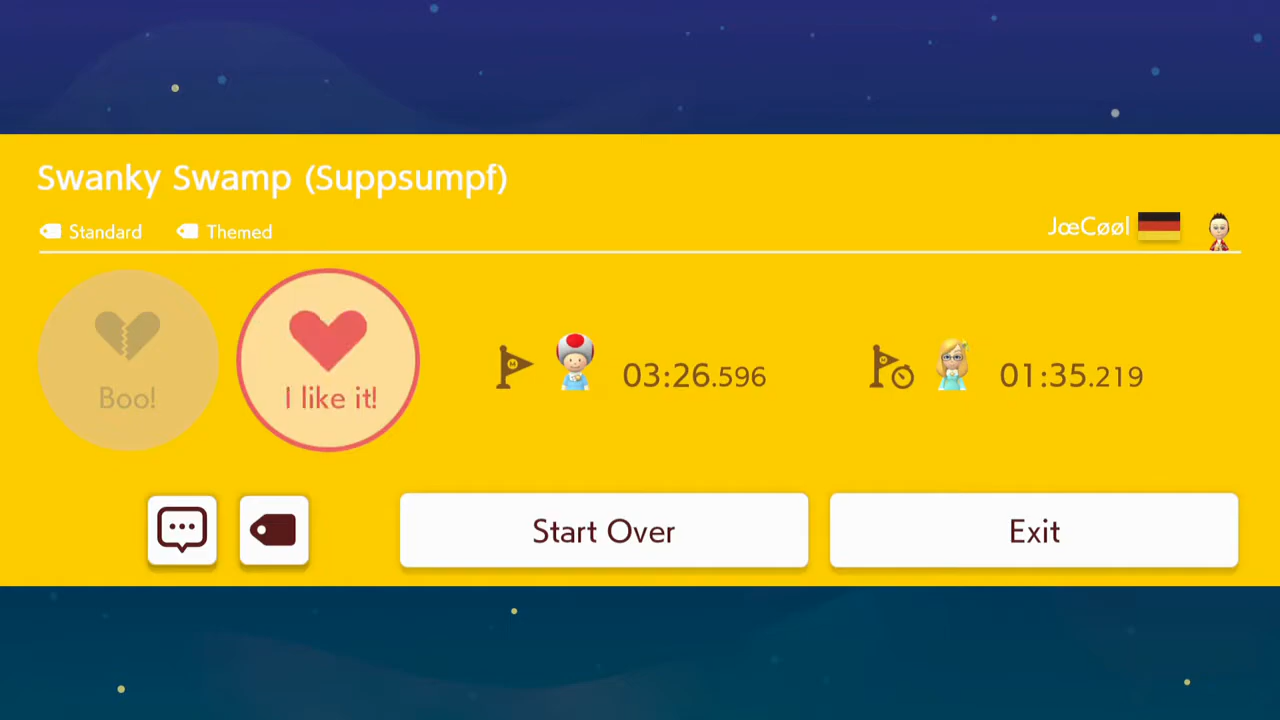 Swanky Swamp (Suppsumpf)
Standard Themed
JœCøøl
Boo!
I like it!
M
03:26.596
M
01:35.219
Start Over
Exit